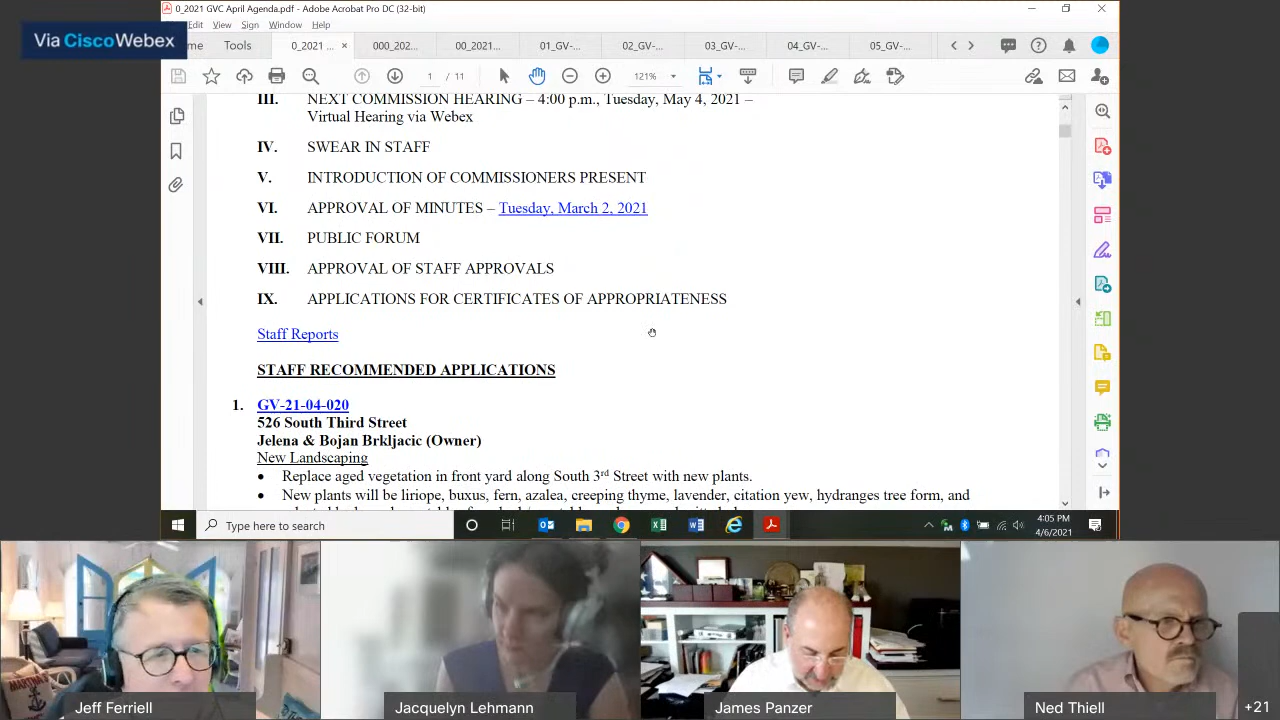 0_2021 GVC April Agenda.pdf - Adobe Acrobat Pro DC (32-bit)
Via Cisco Webex
Edit View Sign Window Help
me Tools 0_2021 ... × 000_202... 00_2021... 01_GV-... 02_GV-... 03_GV-... 04_GV-... 05_GV-...
1 / 11 121%
III. NEXT COMMISSION HEARING – 4:00 p.m., Tuesday, May 4, 2021 –
Virtual Hearing via Webex
IV. SWEAR IN STAFF
V. INTRODUCTION OF COMMISSIONERS PRESENT
VI. APPROVAL OF MINUTES – Tuesday, March 2, 2021
VII. PUBLIC FORUM
VIII. APPROVAL OF STAFF APPROVALS
IX. APPLICATIONS FOR CERTIFICATES OF APPROPRIATENESS
Staff Reports
STAFF RECOMMENDED APPLICATIONS
1. GV-21-04-020
526 South Third Street
Jelena & Bojan Brkljacic (Owner)
New Landscaping
• Replace aged vegetation in front yard along South 3rd Street with new plants.
• New plants will be liriope, buxus, fern, azalea, creeping thyme, lavender, citation yew, hydranges tree form, and
Type here to search
4:05 PM
4/6/2021
Jeff Ferriell
Jacquelyn Lehmann
James Panzer
Ned Thiell
+21